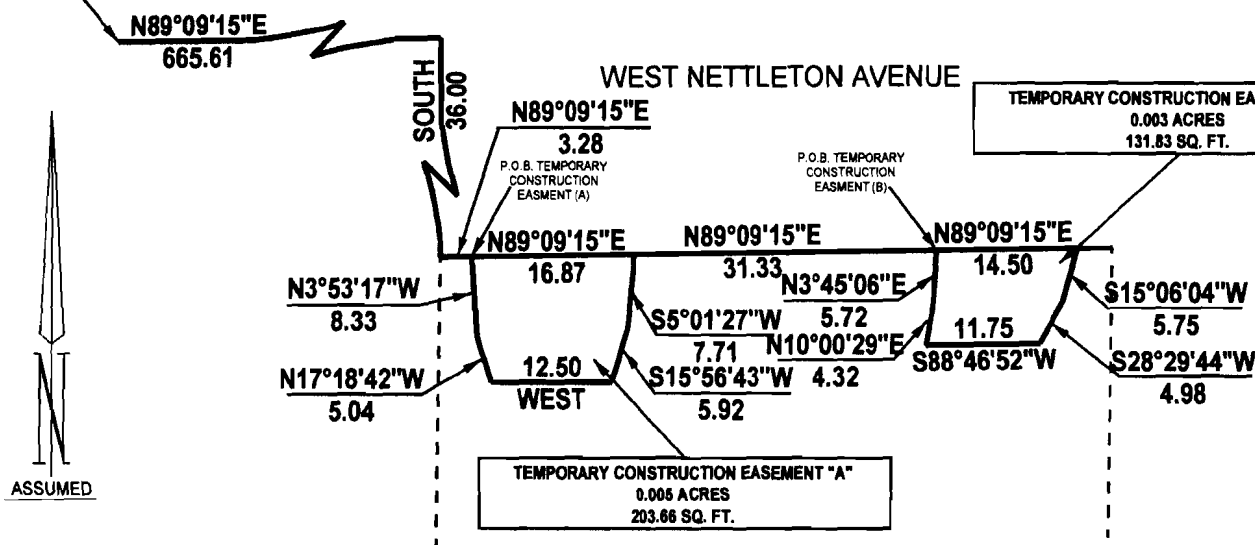 N89°09'15"E
665.61
SOUTH
36.00
WEST NETTLETON AVENUE
TEMPORARY CONSTRUCTION EA
0.003 ACRES
131.83 SQ. FT.
N89°09'15"E
3.28
P.O.B. TEMPORARY
CONSTRUCTION
EASMENT (A)
P.O.B. TEMPORARY
CONSTRUCTION
EASMENT (B)
N89°09'15"E
16.87
N89°09'15"E
31.33
N89°09'15"E
14.50
N3°53'17"W
8.33
N3°45'06"E
5.72
S15°06'04"W
5.75
S5°01'27"W
7.71
N10°00'29"E
4.32
11.75
S88°46'52"W
S28°29'44"W
4.98
N17°18'42"W
5.04
12.50
WEST
S15°56'43"W
5.92
N
ASSUMED
TEMPORARY CONSTRUCTION EASEMENT "A"
0.005 ACRES
203.66 SQ. FT.